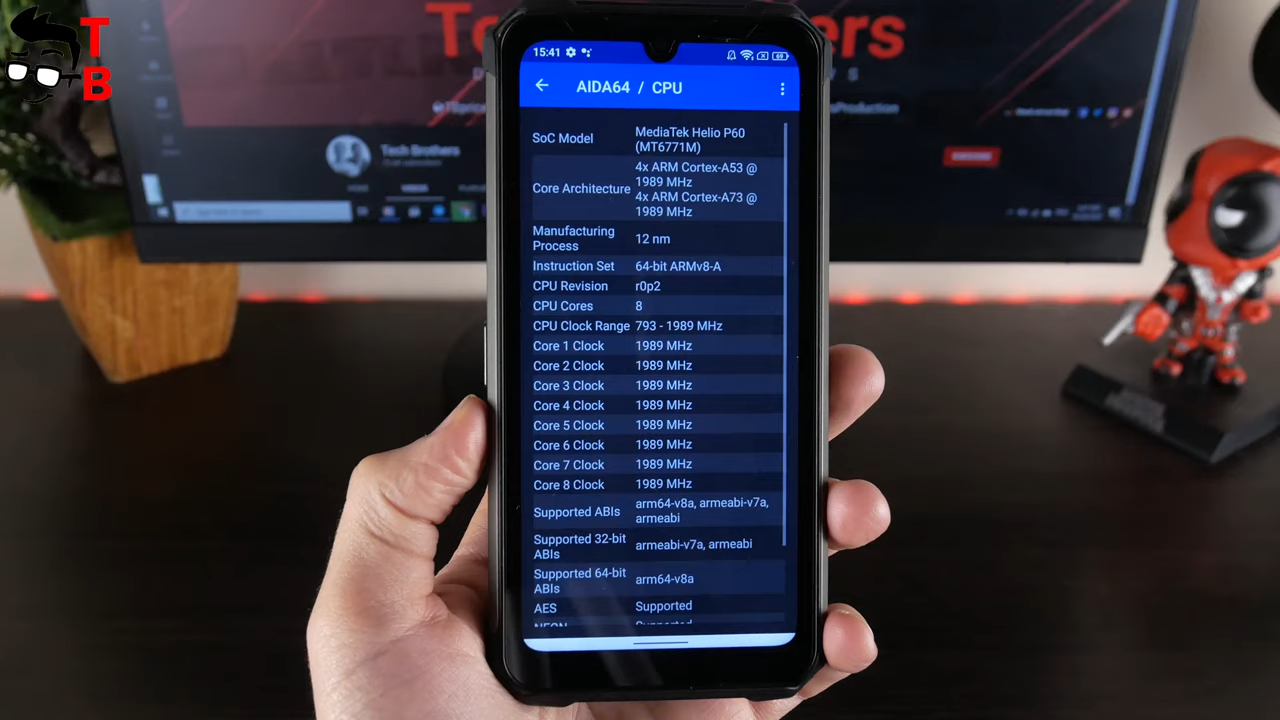 T
B
15:41
69
AIDA64 / CPU
SoC Model
MediaTek Helio P60
(MT6771M)
Core Architecture
4x ARM Cortex-A53 @
1989 MHz
4x ARM Cortex-A73 @
1989 MHz
Manufacturing
Process
12 nm
Instruction Set
64-bit ARMv8-A
CPU Revision
r0p2
CPU Cores
8
CPU Clock Range
793 - 1989 MHz
Core 1 Clock
1989 MHz
Core 2 Clock
1989 MHz
Core 3 Clock
1989 MHz
Core 4 Clock
1989 MHz
Core 5 Clock
1989 MHz
Core 6 Clock
1989 MHz
Core 7 Clock
1989 MHz
Core 8 Clock
1989 MHz
Supported ABIs
arm64-v8a, armeabi-v7a,
armeabi
Supported 32-bit
ABIs
armeabi-v7a, armeabi
Supported 64-bit
ABIs
arm64-v8a
AES
Supported
NEON
Supported
Tech Brothers